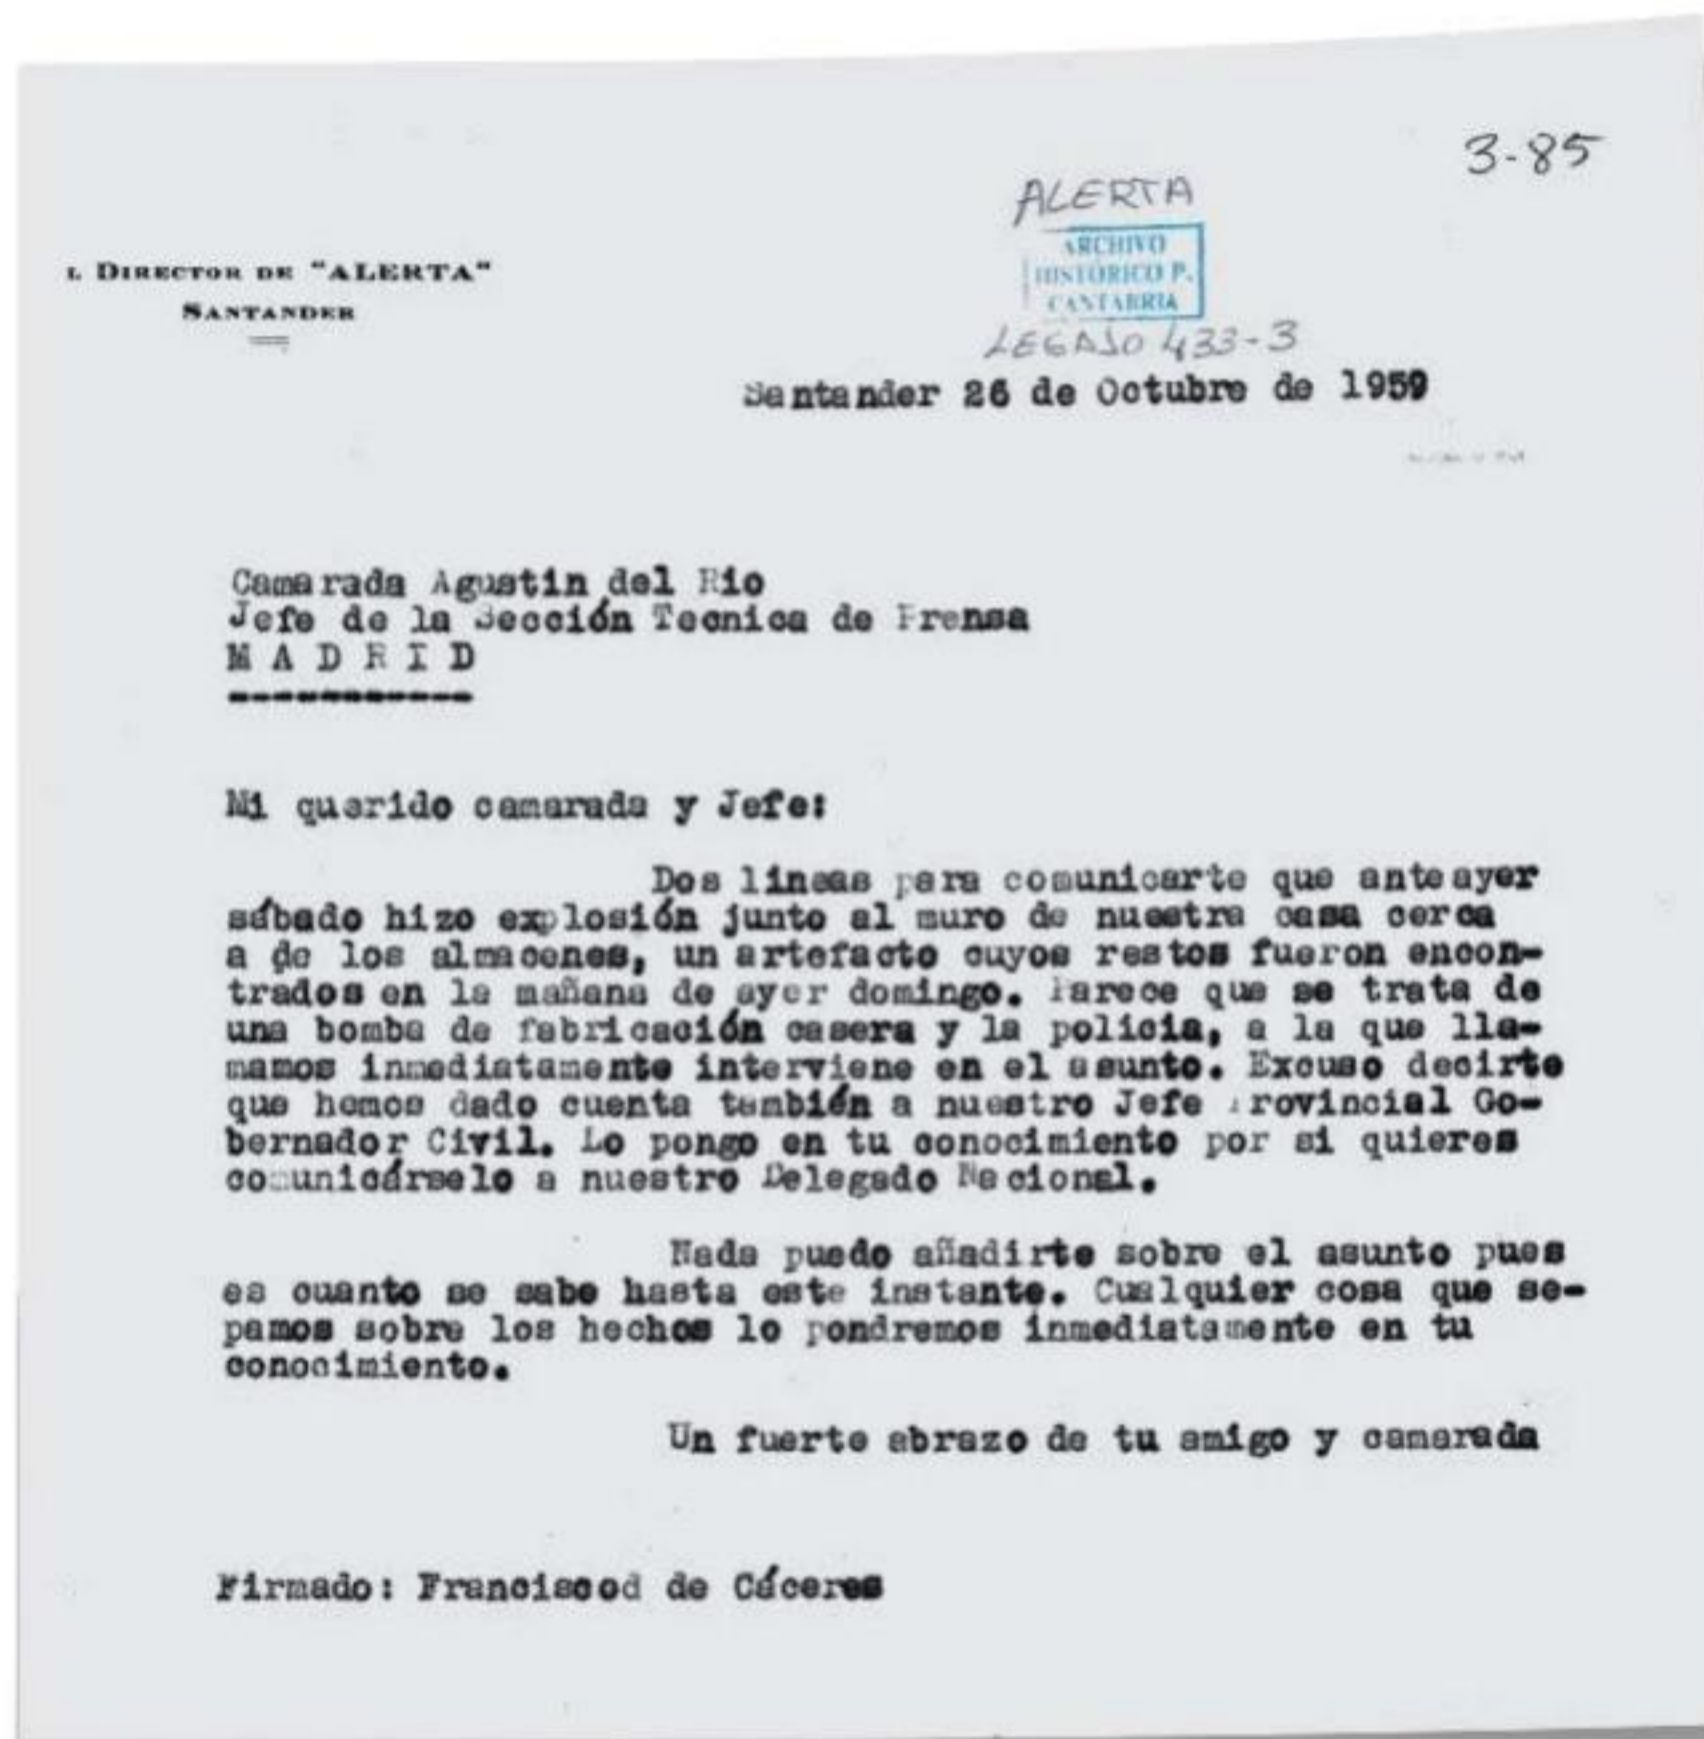 3-85
ALERTA
ARCHIVO
HISTÓRICO P.
CANTABRIA
LEGAJO 433-3
L DIRECTOR DE "ALERTA"
SANTANDER
Santander 26 de Octubre de 1959
Camarada Agustin del Rio
Jefe de la Sección Tecnica de Prensa
M A D R I D
-----------
Mi querido camarada y Jefe:
Dos lineas para comunicarte que anteayer
sábado hizo explosión junto al muro de nuestra casa cerca
a de los almacenes, un artefacto cuyos restos fueron encon-
trados en la mañana de ayer domingo. Parece que se trata de
una bomba de fabricación casera y la policia, a la que lla-
mamos inmediatamente interviene en el asunto. Excuso decirte
que hemos dado cuenta también a nuestro Jefe Provincial Go-
bernador Civil. Lo pongo en tu conocimiento por si quieres
comunicárselo a nuestro Delegado Nacional.
Nada puedo añadirte sobre el asunto pues
es cuanto se sabe hasta este instante. Cualquier cosa que se-
pamos sobre los hechos lo pondremos inmediatamente en tu
conocimiento.
Un fuerte abrazo de tu amigo y camarada
Firmado: Franciscod de Cáceres